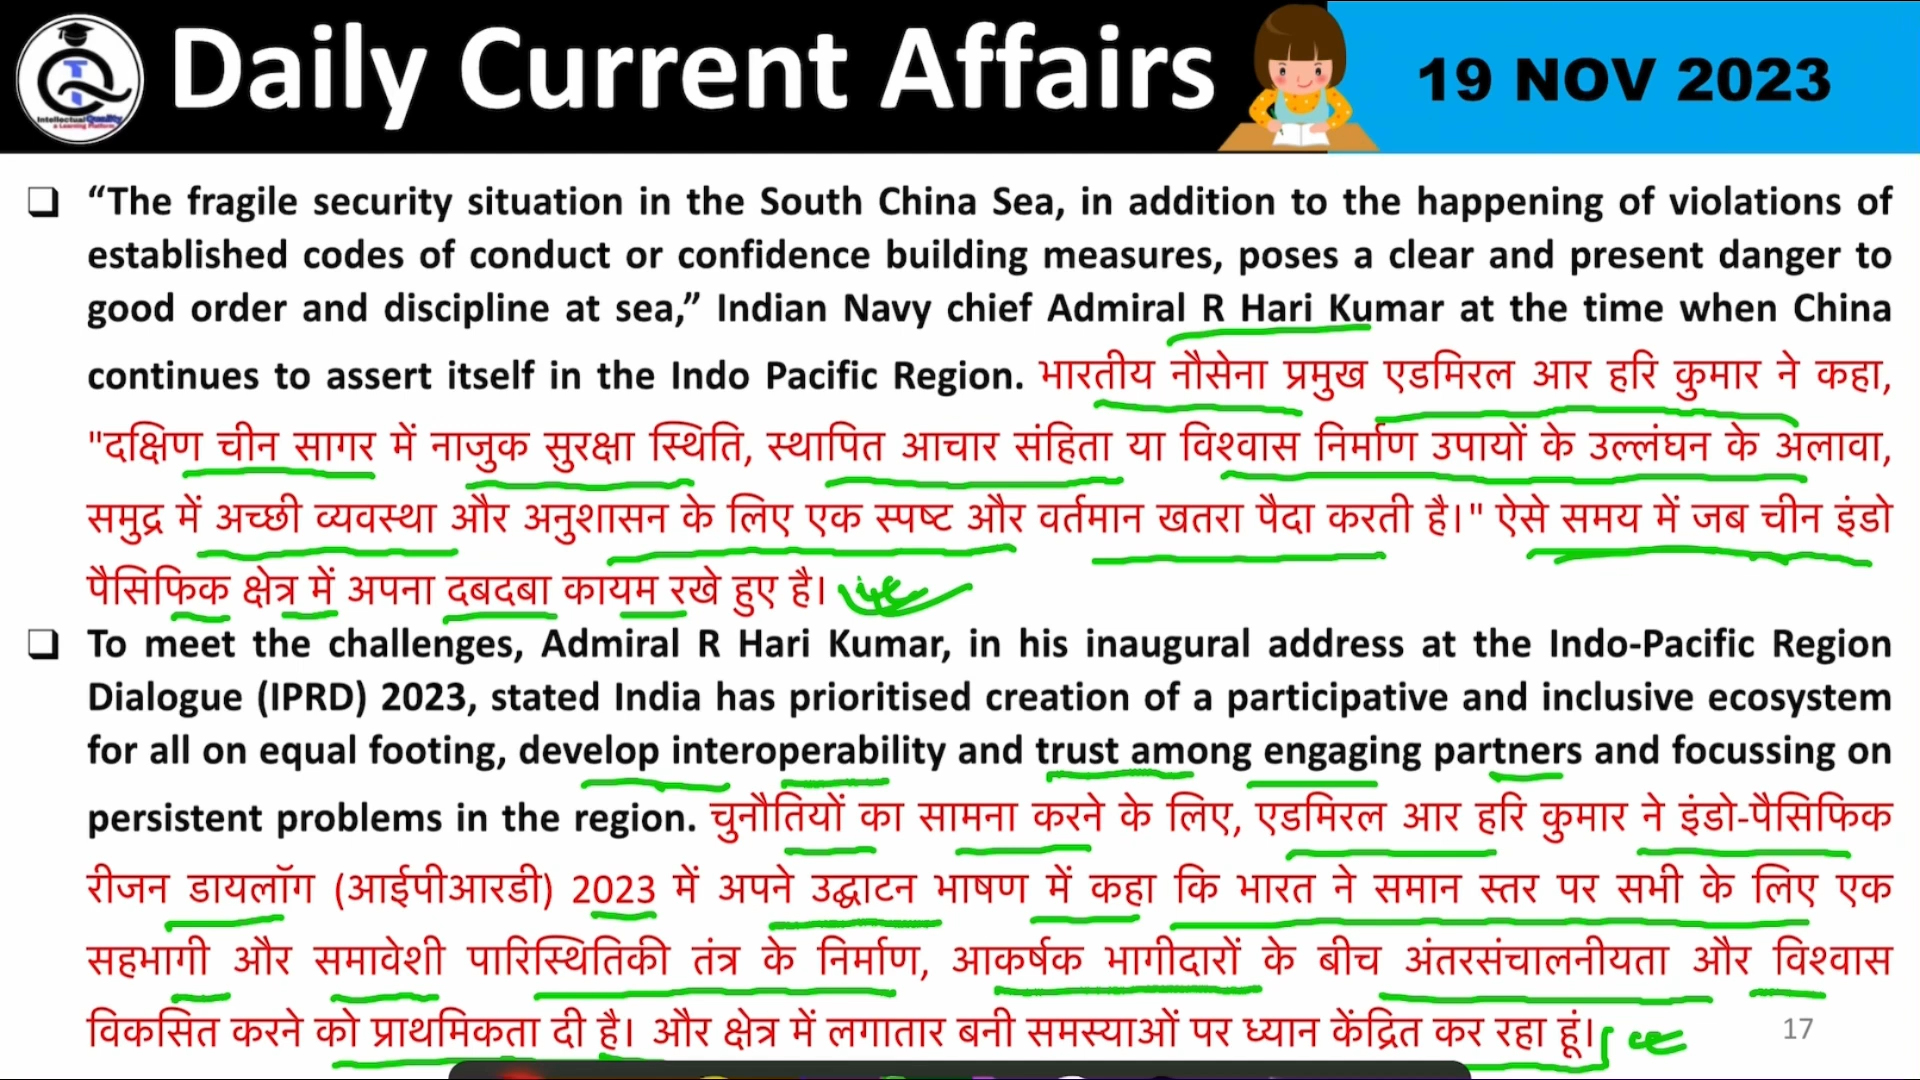 Daily Current Affairs
19 NOV 2023
Intellectual Quality
a Learning Platform
“The fragile security situation in the South China Sea, in addition to the happening of violations of
established codes of conduct or confidence building measures, poses a clear and present danger to
good order and discipline at sea,” Indian Navy chief Admiral R Hari Kumar at the time when China
continues to assert itself in the Indo Pacific Region. भारतीय नौसेना प्रमुख एडमिरल आर हरि कुमार ने कहा,
"दक्षिण चीन सागर में नाजुक सुरक्षा स्थिति, स्थापित आचार संहिता या विश्वास निर्माण उपायों के उल्लंघन के अलावा,
समुद्र में अच्छी व्यवस्था और अनुशासन के लिए एक स्पष्ट और वर्तमान खतरा पैदा करती है।" ऐसे समय में जब चीन इंडो
पैसिफिक क्षेत्र में अपना दबदबा कायम रखे हुए है।
To meet the challenges, Admiral R Hari Kumar, in his inaugural address at the Indo-Pacific Region
Dialogue (IPRD) 2023, stated India has prioritised creation of a participative and inclusive ecosystem
for all on equal footing, develop interoperability and trust among engaging partners and focussing on
persistent problems in the region. चुनौतियों का सामना करने के लिए, एडमिरल आर हरि कुमार ने इंडो-पैसिफिक
रीजन डायलॉग (आईपीआरडी) 2023 में अपने उद्घाटन भाषण में कहा कि भारत ने समान स्तर पर सभी के लिए एक
सहभागी और समावेशी पारिस्थितिकी तंत्र के निर्माण, आकर्षक भागीदारों के बीच अंतरसंचालनीयता और विश्वास
विकसित करने को प्राथमिकता दी है। और क्षेत्र में लगातार बनी समस्याओं पर ध्यान केंद्रित कर रहा हूं।
17